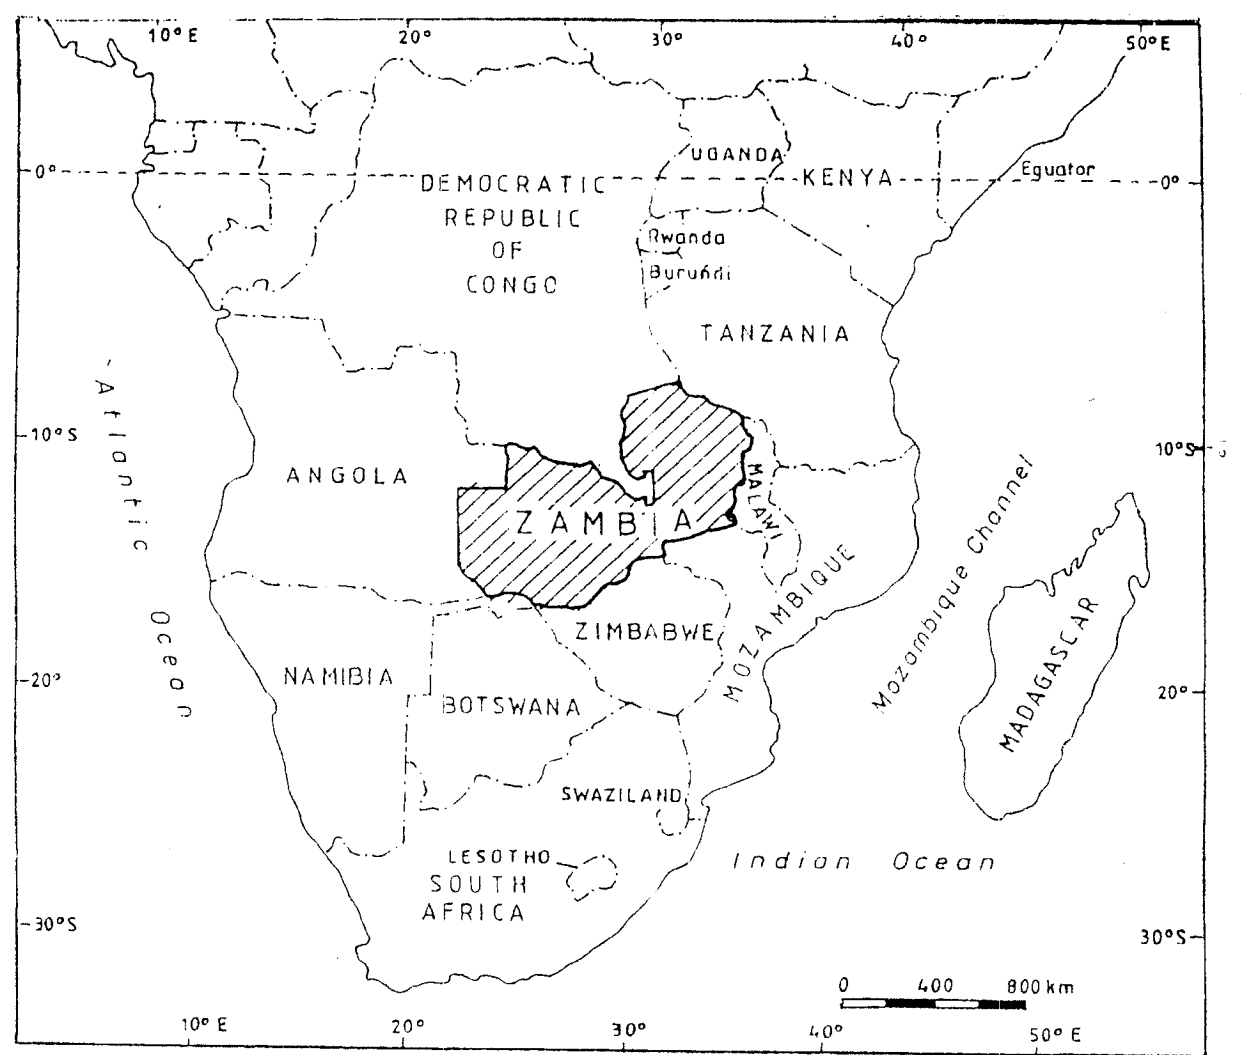 10°E 20° 30° 40° 50°E
UGANDA
KENYA
Eguator
0° 0°
DEMOCRATIC
REPUBLIC
OF
CONGO
Rwanda
Burundi
TANZANIA
-Atlantic Ocean
10°S 10°S
ANGOLA
MALAWI
ZAMBIA
Mozambique Channel
MOZAMBIQUE
ZIMBABWE
MADAGASCAR
NAMIBIA
20° 20°
BOTSWANA
SWAZILAND
LESOTHO
Indian Ocean
SOUTH
AFRICA
30°S 30°S
0 400 800 km
10°E 20° 30° 40° 50°E